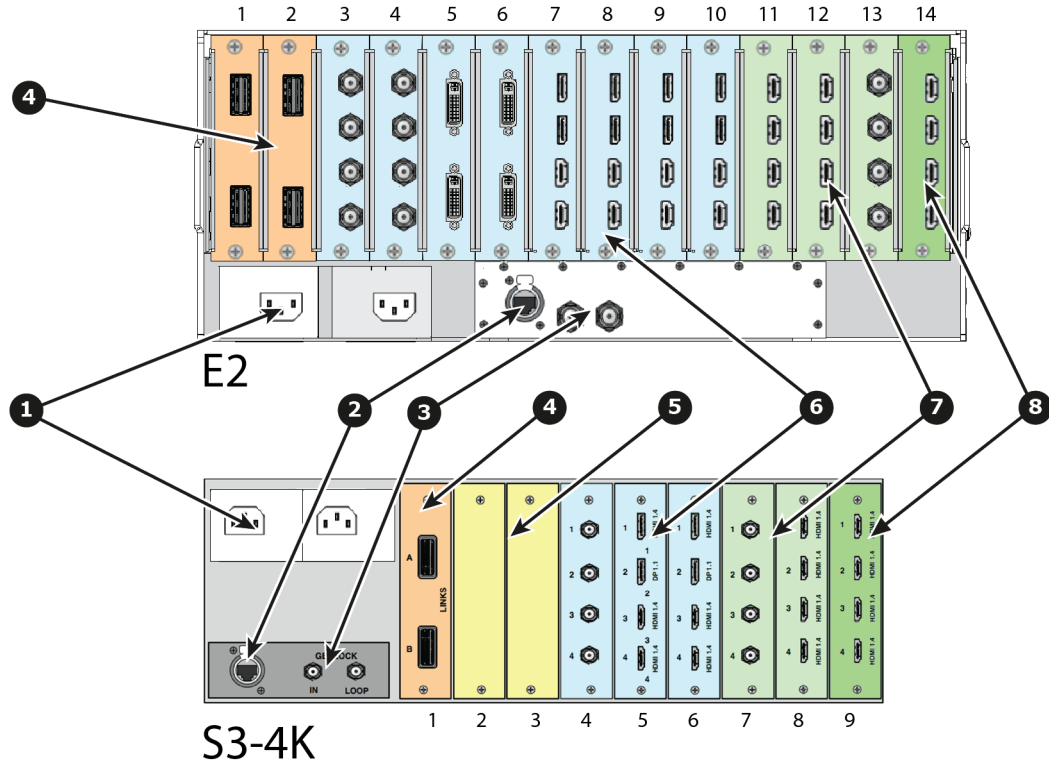 1 2 3 4 5 6 7 8 9 10 11 12 13 14
4
E2
1 2 3 4 5 6 7 8
A
B
LINKS
GENLOCK
IN LOOP
1
2
3
4
1 HDMI 1.4
1
2 DP 1.1
2
3 HDMI 1.4
3
4 HDMI 1.4
4
1 HDMI 1.4
2 DP 1.1
3 HDMI 1.4
4 HDMI 1.4
1
2
3
4
1 HDMI 1.4
2 HDMI 1.4
3 HDMI 1.4
4 HDMI 1.4
1 HDMI 1.4
2 HDMI 1.4
3 HDMI 1.4
4 HDMI 1.4
1 2 3 4 5 6 7 8 9
S3-4K